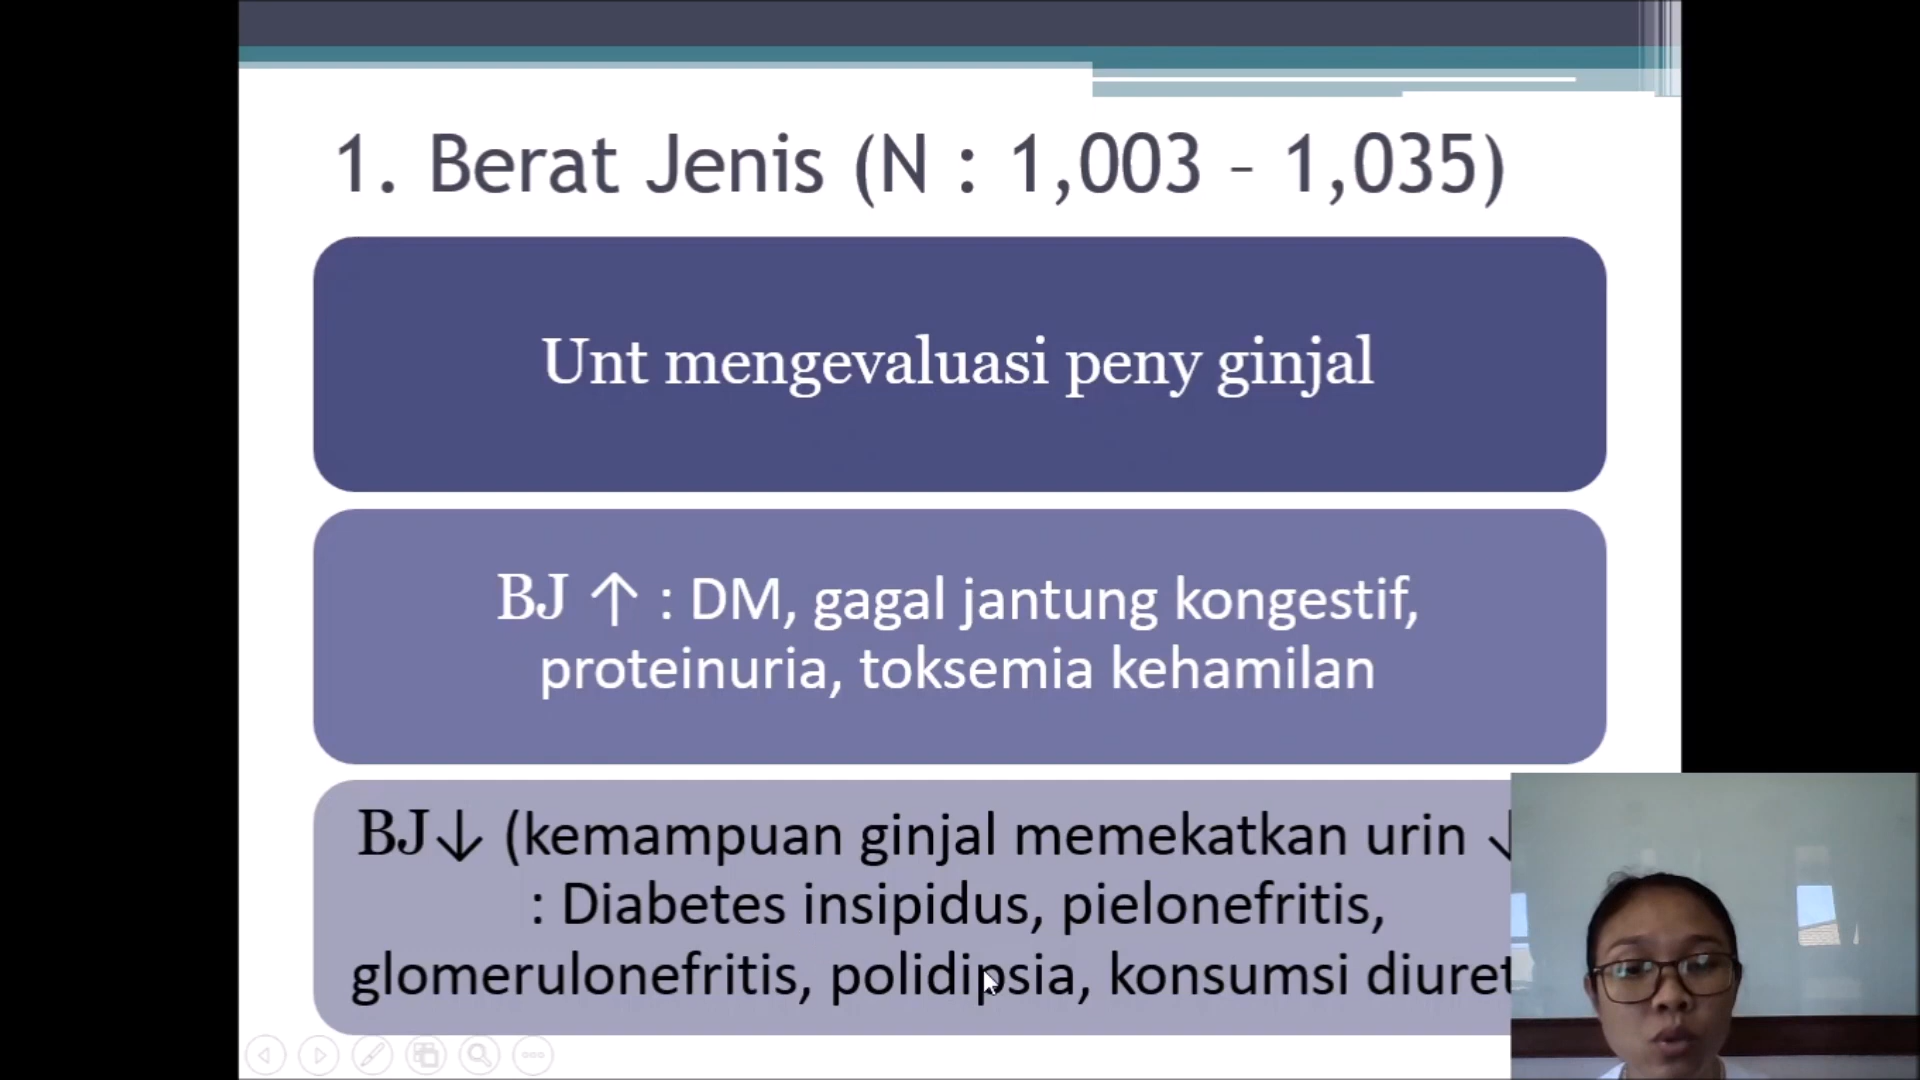 1. Berat Jenis (N : 1,003 – 1,035)
Unt mengevaluasi peny ginjal
BJ ↑ : DM, gagal jantung kongestif,
proteinuria, toksemia kehamilan
BJ↓ (kemampuan ginjal memekatkan urin ↓
: Diabetes insipidus, pielonefritis,
glomerulonefritis, polidipsia, konsumsi